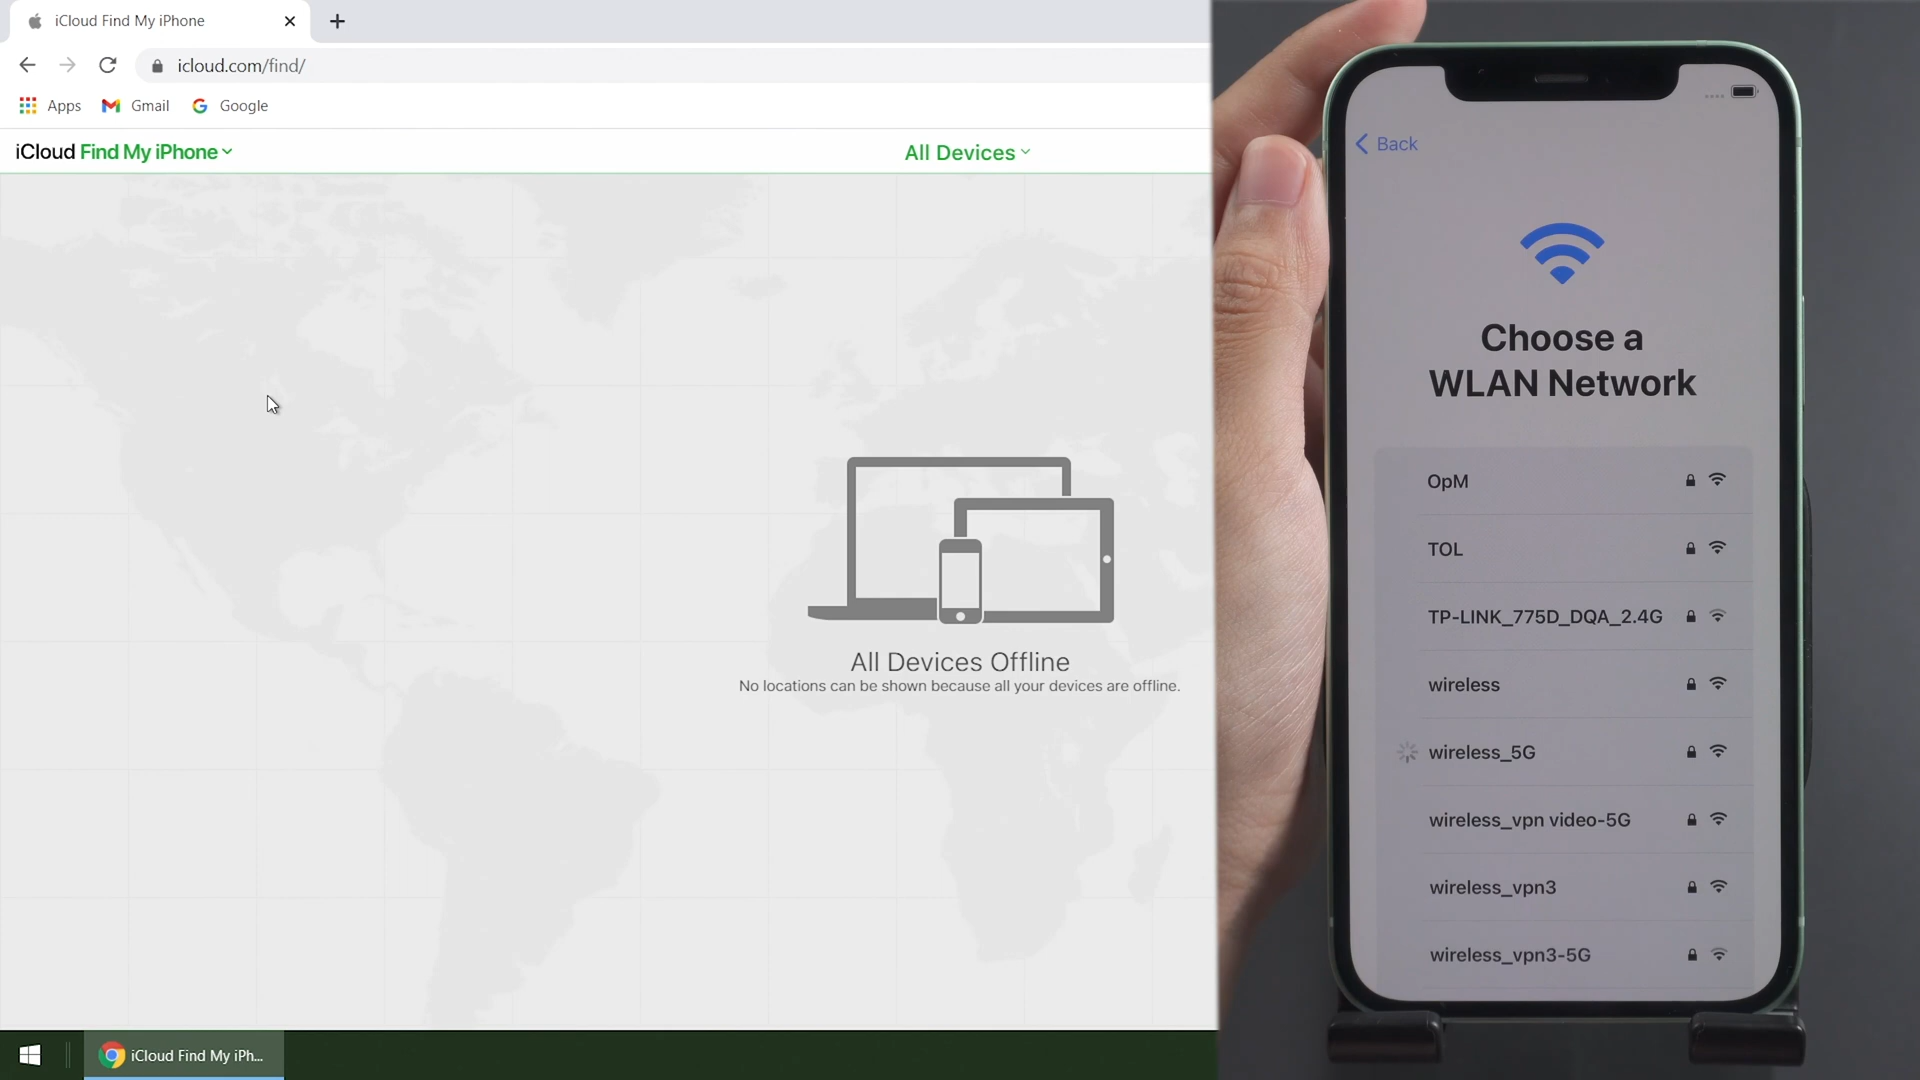 iCloud Find My iPhone
icloud.com/find/
Apps
Gmail
Google
iCloud Find My iPhone
All Devices
All Devices Offline
No locations can be shown because all your devices are offline.
iCloud Find My iPh...
Back
Choose a
WLAN Network
OpM
TOL
TP-LINK_775D_DQA_2.4G
wireless
wireless_5G
wireless_vpn video-5G
wireless_vpn3
wireless_vpn3-5G